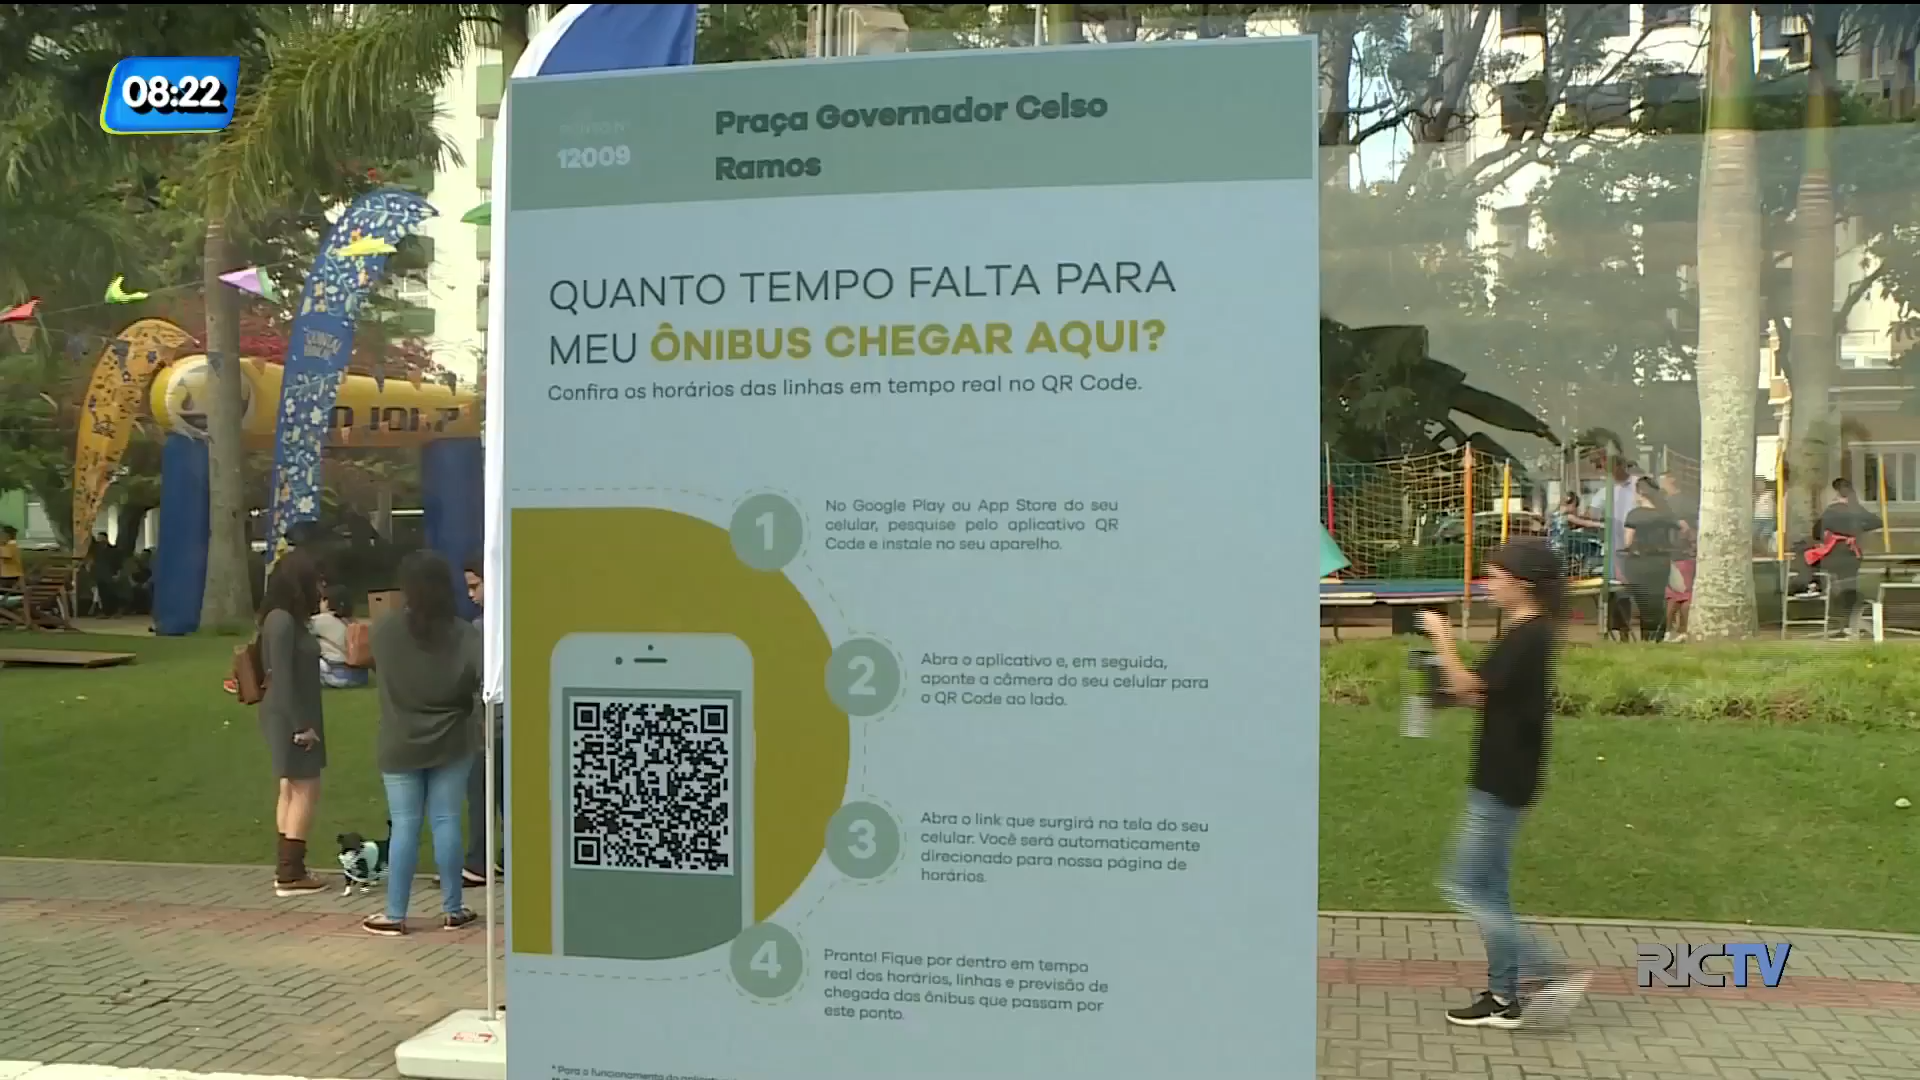 08:22
12009
Praça Governador Celso
Ramos
QUANTO TEMPO FALTA PARA
MEU ÔNIBUS CHEGAR AQUI?
Confira os horários das linhas em tempo real no QR Code.
1
No Google Play ou App Store do seu
celular, pesquise pelo aplicativo QR
Code e instale no seu aparelho.
2
Abra o aplicativo e, em seguida,
aponte a câmera do seu celular para
o QR Code ao lado.
3
Abra o link que surgirá na tela do seu
celular. Você será automaticamente
direcionado para nossa página de
horários.
4
Pronto! Fique por dentro em tempo
real dos horários, linhas e previsão de
chegada dos ônibus que passam por
este ponto.
* Para o funcionamento do
RICTV